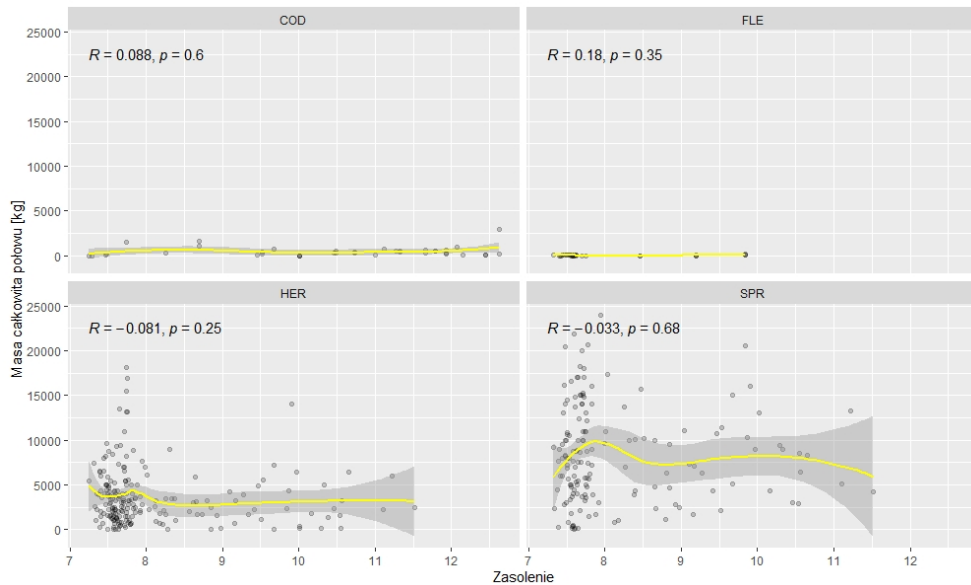 COD
FLE
25000
20000
15000
10000
5000
0
R = 0.088, p = 0.6
R = 0.18, p = 0.35
Masa całkowita połowu [kg]
HER
SPR
25000
20000
15000
10000
5000
0
R = −0.081, p = 0.25
R = −0.033, p = 0.68
7 8 9 10 11 12
7 8 9 10 11 12
Zasolenie